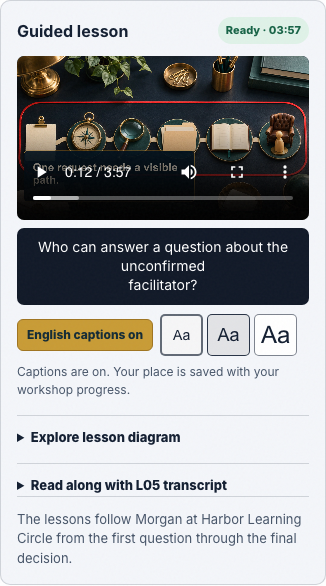 Guided lesson
Ready · 03:57
One request needs a visible
path.
0:12 / 3:57
Who can answer a question about the
unconfirmed
facilitator?
English captions on
Aa
Aa
Aa
Captions are on. Your place is saved with your
workshop progress.
Explore lesson diagram
Read along with L05 transcript
The lessons follow Morgan at Harbor Learning
Circle from the first question through the final
decision.